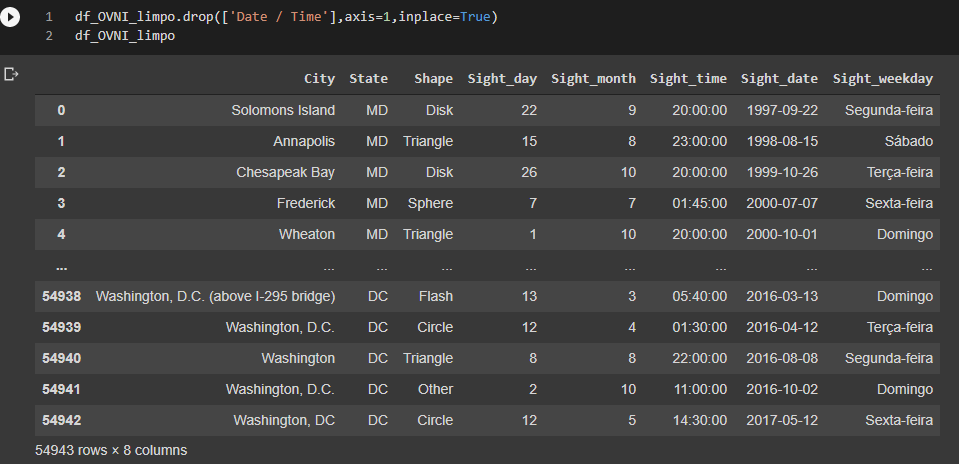 1 df_OVNI_limpo.drop(['Date / Time'],axis=1,inplace=True)
2 df_OVNI_limpo
City State Shape Sight_day Sight_month Sight_time Sight_date Sight_weekday
0 Solomons Island MD Disk 22 9 20:00:00 1997-09-22 Segunda-feira
1 Annapolis MD Triangle 15 8 23:00:00 1998-08-15 Sábado
2 Chesapeak Bay MD Disk 26 10 20:00:00 1999-10-26 Terça-feira
3 Frederick MD Sphere 7 7 01:45:00 2000-07-07 Sexta-feira
4 Wheaton MD Triangle 1 10 20:00:00 2000-10-01 Domingo
... ... ... ... ... ... ... ... ...
54938 Washington, D.C. (above I-295 bridge) DC Flash 13 3 05:40:00 2016-03-13 Domingo
54939 Washington, D.C. DC Circle 12 4 01:30:00 2016-04-12 Terça-feira
54940 Washington DC Triangle 8 8 22:00:00 2016-08-08 Segunda-feira
54941 Washington, D.C. DC Other 2 10 11:00:00 2016-10-02 Domingo
54942 Washington, DC DC Circle 12 5 14:30:00 2017-05-12 Sexta-feira
54943 rows × 8 columns